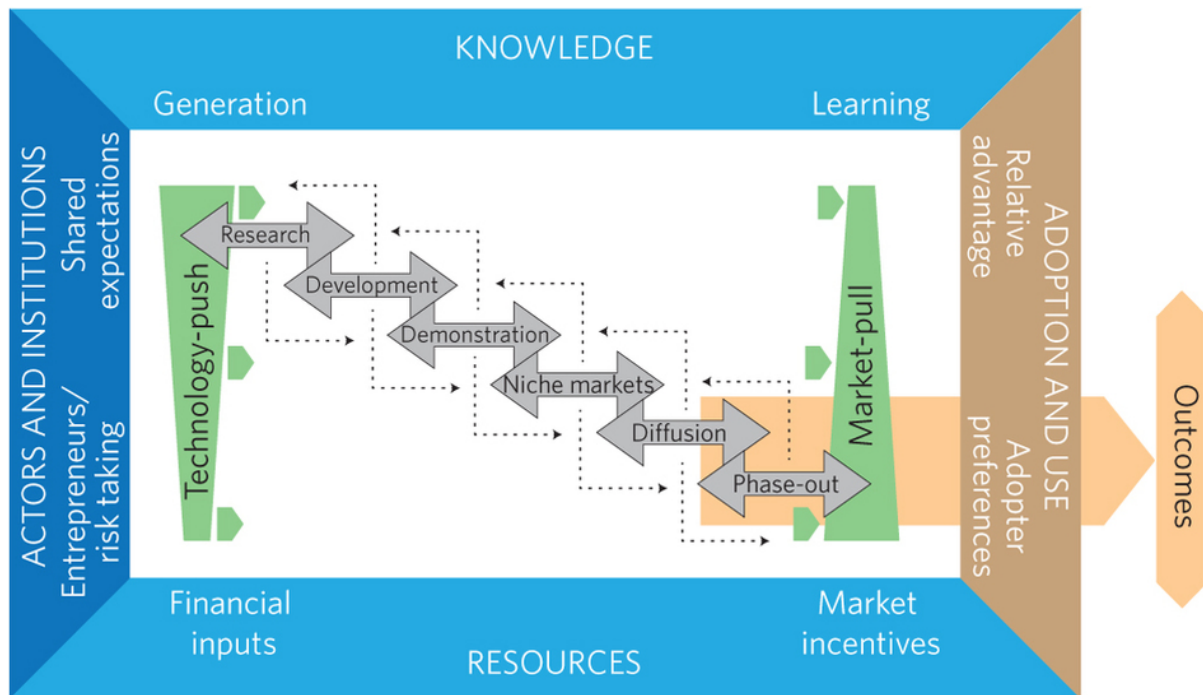 KNOWLEDGE
Generation
Learning
ACTORS AND INSTITUTIONS
Shared
expectations
Entrepreneurs/
risk taking
Technology-push
Research
Development
Demonstration
Niche markets
Diffusion
Phase-out
Market-pull
Relative
advantage
Adopter
preferences
ADOPTION AND USE
Outcomes
Financial
inputs
Market
incentives
RESOURCES